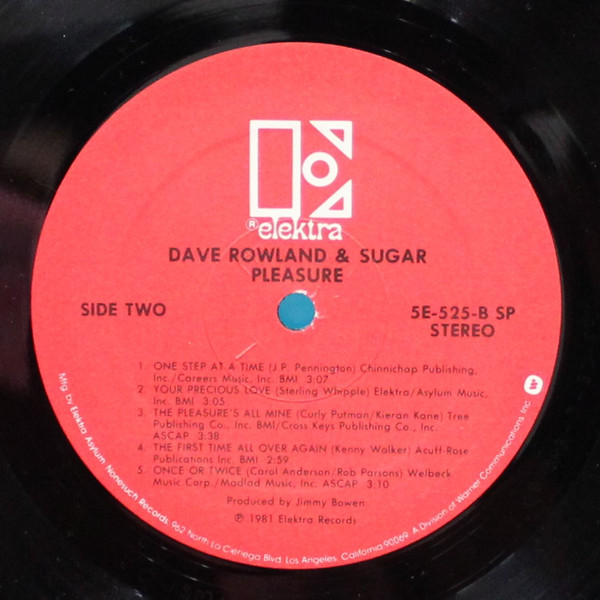 ® elektra
DAVE ROWLAND & SUGAR
PLEASURE
SIDE TWO
5E-525-B SP
STEREO
1. ONE STEP AT A TIME (J.P. Pennington) Chinnichap Publishing,
Inc./Careers Music, Inc. BMI 3:07
2. YOUR PRECIOUS LOVE (Sterling Whipple) Elektra/Asylum Music,
Inc. BMI 3:05
3. THE PLEASURE'S ALL MINE (Curly Putman/Kieran Kane) Tree
Publishing Co., Inc. BMI/Cross Keys Publishing Co., Inc.
ASCAP 3:38
4. THE FIRST TIME ALL OVER AGAIN (Kenny Walker) Acuff-Rose
Publications Inc. BMI 2:59
5. ONCE OR TWICE (Carol Anderson/Rob Parsons) Welbeck
Music Corp./Madlad Music, Inc. ASCAP 3:10
Produced by Jimmy Bowen
℗ 1981 Elektra Records
Mfg by Elektra Asylum Nonesuch Records, 962 North La Cienega Blvd. Los Angeles, California 90069. A Division of Warner Communications, Inc.